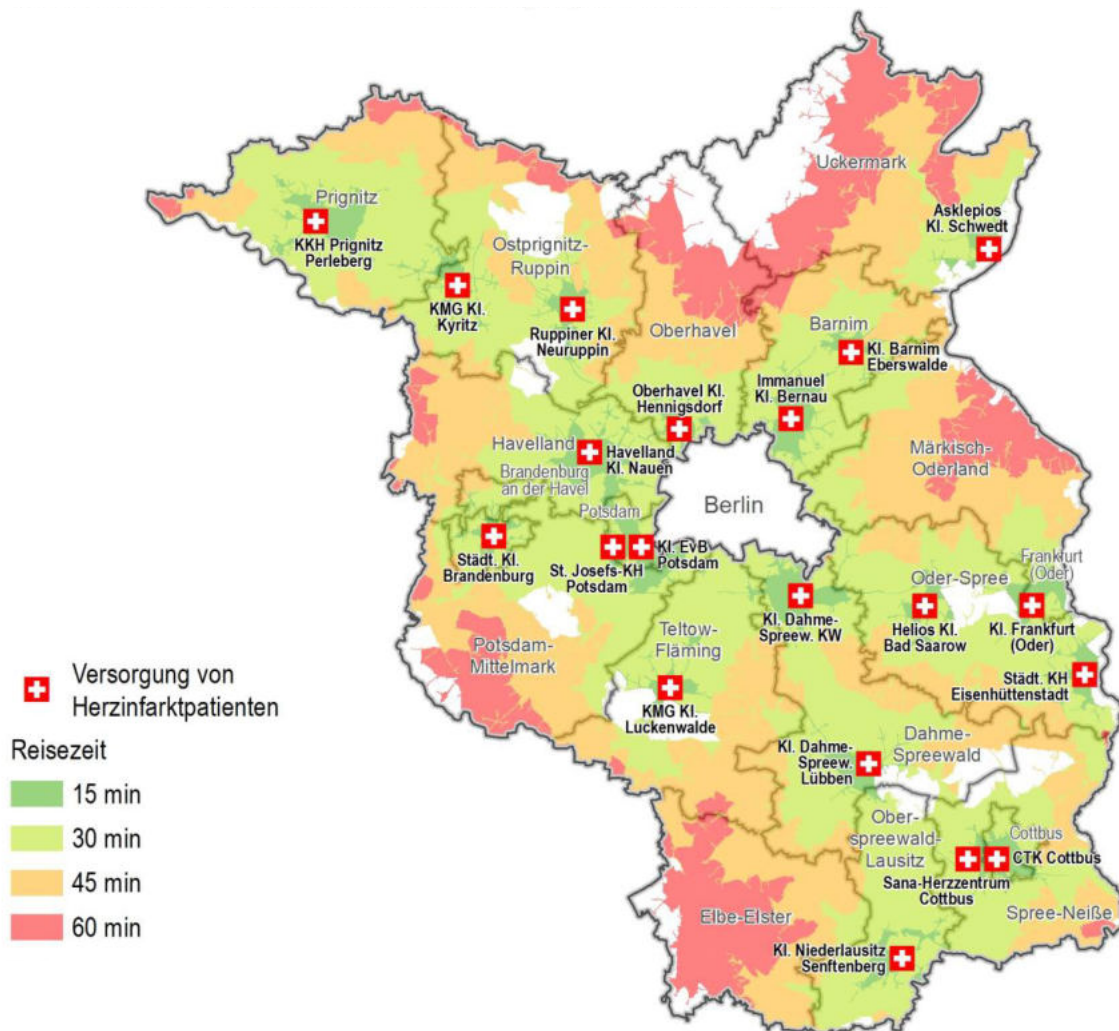 Uckermark
Prignitz
KKH Prignitz
Perleberg
Ostprignitz-
Ruppin
Asklepios
Kl. Schwedt
KMG Kl.
Kyritz
Ruppiner Kl.
Neuruppin
Oberhavel
Barnim
Kl. Barnim
Eberswalde
Oberhavel Kl.
Hennigsdorf
Immanuel
Kl. Bernau
Havelland
Havelland
Kl. Nauen
Brandenburg
an der Havel
Märkisch-
Oderland
Berlin
Potsdam
Städt. Kl.
Brandenburg
St. Josefs-KH
Potsdam
Kl. EvB
Potsdam
Oder-Spree
Frankfurt
(Oder)
Kl. Dahme-
Spreew. KW
Helios Kl.
Bad Saarow
Kl. Frankfurt
(Oder)
Teltow-
Fläming
Potsdam-
Mittelmark
Städt. KH
Eisenhüttenstadt
KMG Kl.
Luckenwalde
Kl. Dahme-
Spreew.
Lübben
Dahme-
Spreewald
Ober-
spreewald-
Lausitz
Cottbus
CTK Cottbus
Sana-Herzzentrum
Cottbus
Elbe-Elster
Spree-Neiße
Kl. Niederlausitz
Senftenberg
Versorgung von
Herzinfarktpatienten
Reisezeit
15 min
30 min
45 min
60 min